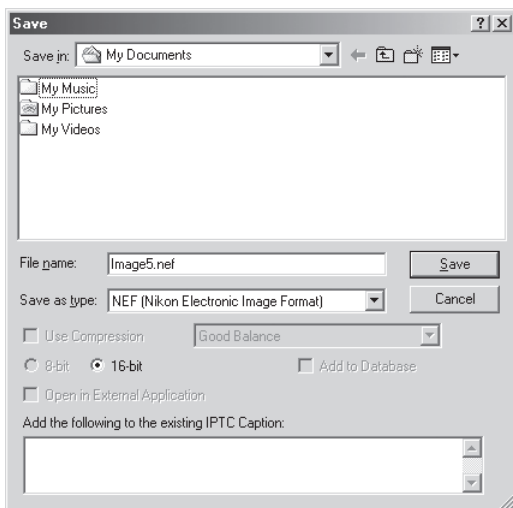 Save
Save in: My Documents
My Music
My Pictures
My Videos
File name: Image5.nef Save
Save as type: NEF (Nikon Electronic Image Format) Cancel
Use Compression Good Balance
8-bit 16-bit Add to Database
Open in External Application
Add the following to the existing IPTC Caption: